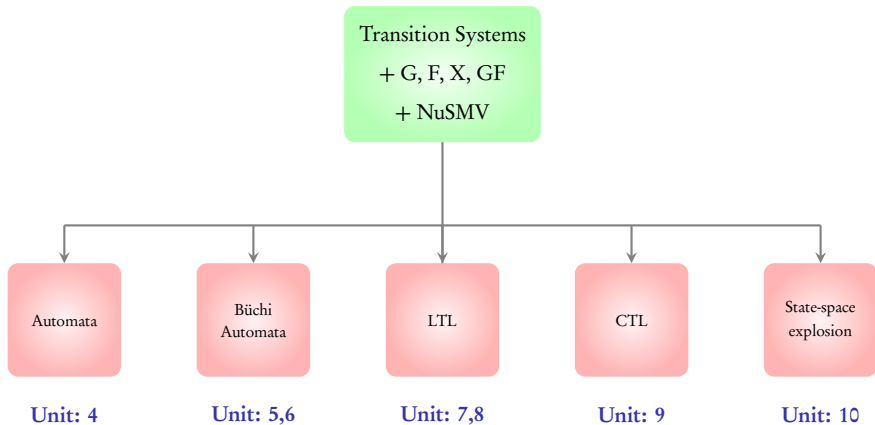 Transition Systems
+ G, F, X, GF
+ NuSMV
Automata
Büchi
Automata
LTL
CTL
State-space
explosion
Unit: 4
Unit: 5,6
Unit: 7,8
Unit: 9
Unit: 10